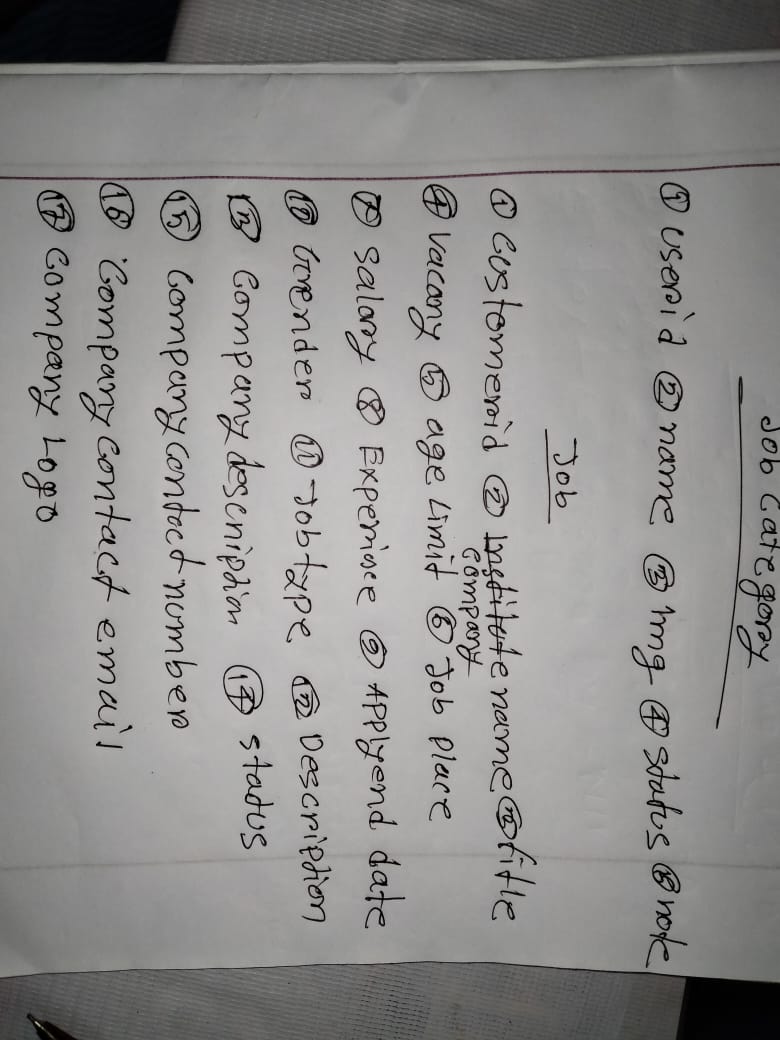 Job Category
① userid ② name ③ Img ④ status ⑤ note
Job
① Customerid ② Institute name ③ title
Company
④ Vacany ⑤ age Limit ⑥ Job Place
⑦ Salary ⑧ Experince ⑨ APPlyend date
⑩ Gender ⑪ Jobtype ⑫ Description
⑬ Company description ⑭ status
⑮ Company Contact number
⑯ Company Contact email
⑰ Company Logo